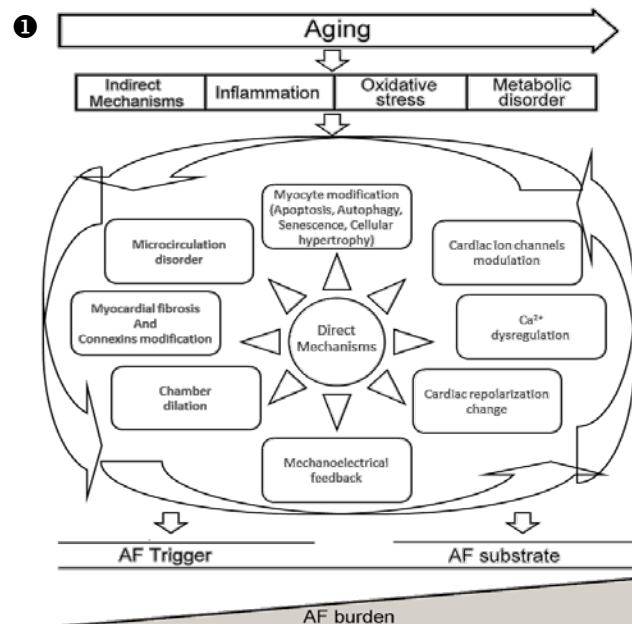 ❶
Aging
Indirect
Mechanisms
Inflammation
Oxidative
stress
Metabolic
disorder
Myocyte modification
(Apoptosis, Autophagy,
Senescence, Cellular
hypertrophy)
Microcirculation
disorder
Cardiac Ion channels
modulation
Myocardial fibrosis
And
Connexins modification
Direct
Mechanisms
Ca²⁺
dysregulation
Chamber
dilation
Cardiac repolarization
change
Mechanoelectrical
feedback
AF Trigger
AF substrate
AF burden